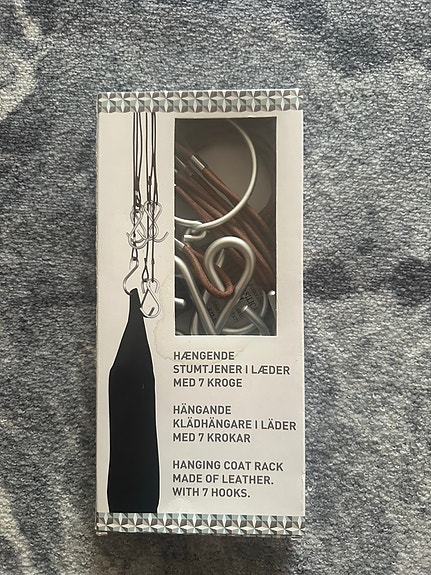 HÆNGENDE
STUMTJENER I LÆDER
MED 7 KROGE
HÄNGANDE
KLÄDHÄNGARE I LÄDER
MED 7 KROKAR
HANGING COAT RACK
MADE OF LEATHER.
WITH 7 HOOKS.